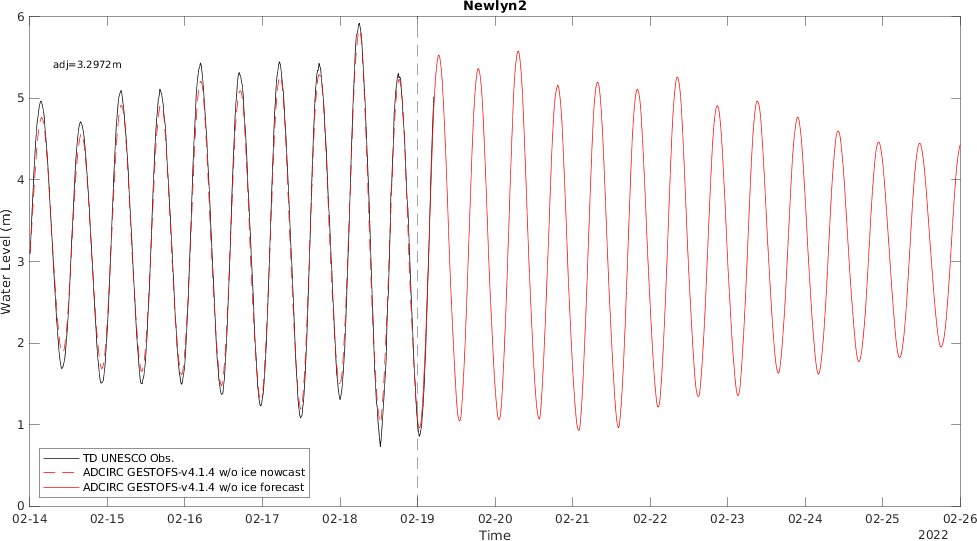 Newlyn2
adj=3.2972m
Water Level (m)
6
5
4
3
2
1
0
TD UNESCO Obs.
ADCIRC GESTOFS-v4.1.4 w/o ice nowcast
ADCIRC GESTOFS-v4.1.4 w/o ice forecast
02-14 02-15 02-16 02-17 02-18 02-19 02-20 02-21 02-22 02-23 02-24 02-25 02-26
Time
2022